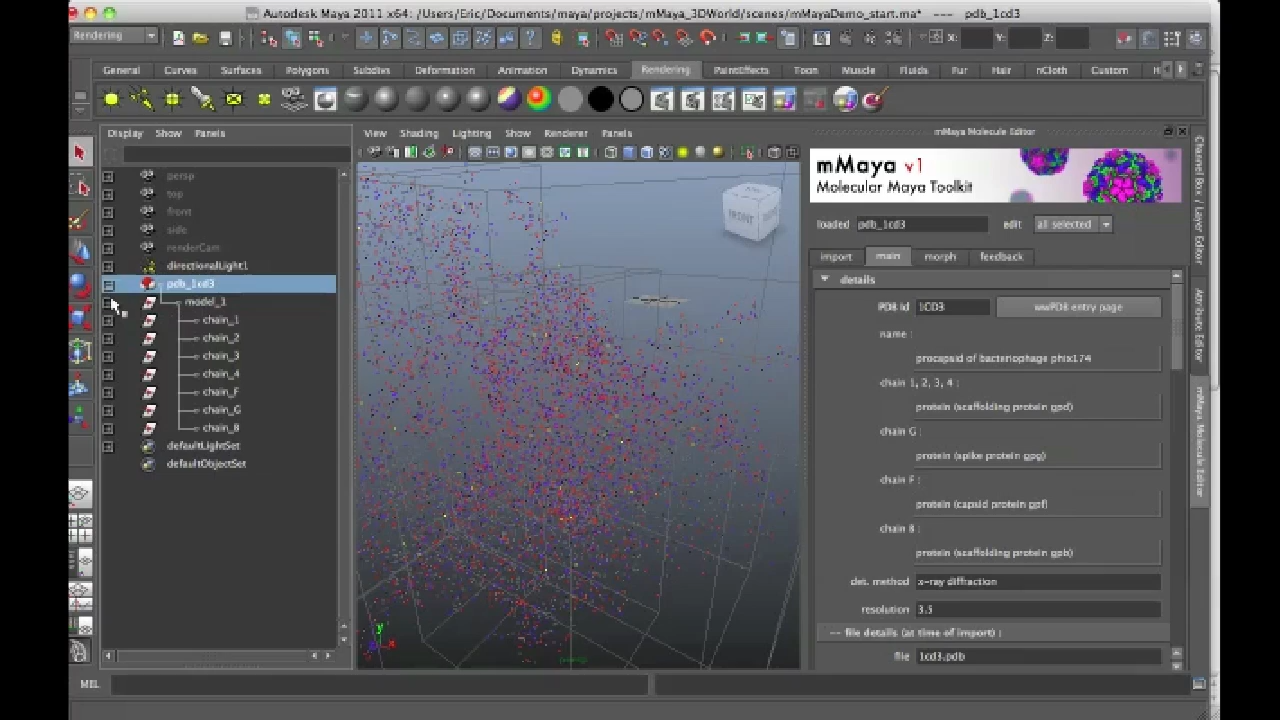 Autodesk Maya 2011 x64: /Users/Eric/Documents/maya/projects/mMaya_3DWorld/scenes/mMayaDemo_start.ma* --- pdb_1cd3
Rendering X: Y: Z:
General Curves Surfaces Polygons Subdivs Deformation Animation Dynamics Rendering PaintEffects Toon Muscle Fluids Fur Hair nCloth Custom H
Display Show Panels
View Shading Lighting Show Renderer Panels
mMaya Molecule Editor
persp
top
front
side
renderCam
directionalLight1
pdb_1cd3
model_1
chain_1
chain_2
chain_3
chain_4
chain_F
chain_G
chain_B
defaultLightSet
defaultObjectSet
FRONT
y
x
mMaya v1
Molecular Maya Toolkit
loaded pdb_1cd3 edit all selected
import main morph feedback
details
PDB Id 1CD3 wwPDB entry page
name :
procapsid of bacteriophage phix174
chain 1, 2, 3, 4 :
protein (scaffolding protein gpd)
chain G :
protein (spike protein gpg)
chain F :
protein (capsid protein gpf)
chain B :
protein (scaffolding protein gpb)
det. method x-ray diffraction
resolution 3.5
-- file details (at time of import) :
file 1cd3.pdb
Channel Box / Layer Editor
Attribute Editor
mMaya Molecule Editor
MEL